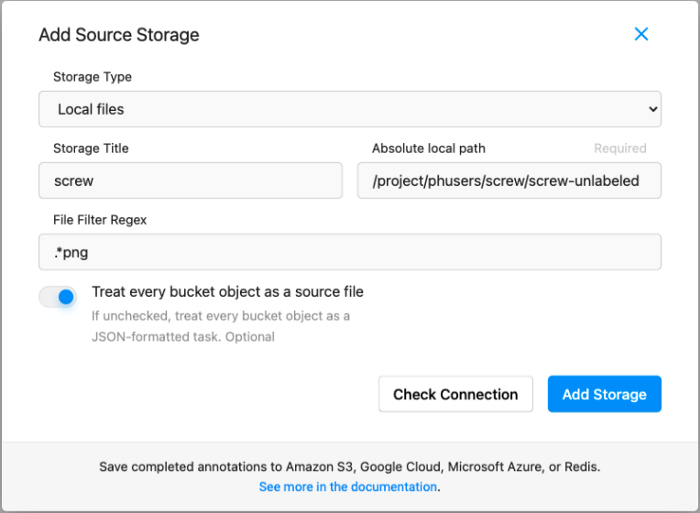 Add Source Storage
Storage Type
Local files
Storage Title
Absolute local path Required
screw
/project/phusers/screw/screw-unlabeled
File Filter Regex
.*png
Treat every bucket object as a source file
If unchecked, treat every bucket object as a
JSON-formatted task. Optional
Check Connection
Add Storage
Save completed annotations to Amazon S3, Google Cloud, Microsoft Azure, or Redis.
See more in the documentation.